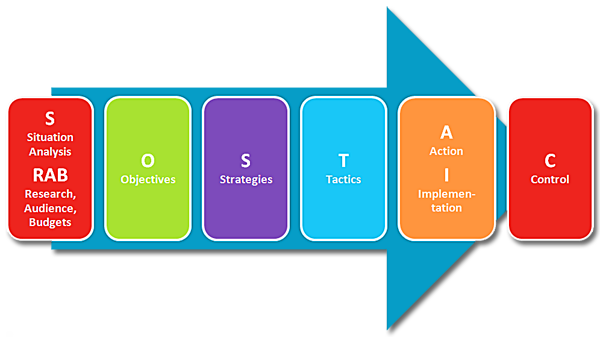 S
Situation
Analysis
RAB
Research,
Audience,
Budgets
O
Objectives
S
Strategies
T
Tactics
A
Action
I
Implemen-
tation
C
Control